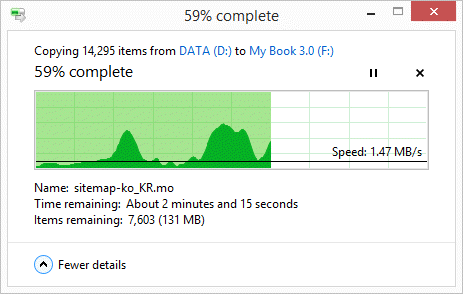 59% complete
Copying 14,295 items from DATA (D:) to My Book 3.0 (F:)
59% complete
Speed: 1.47 MB/s
Name: sitemap-ko_KR.mo
Time remaining: About 2 minutes and 15 seconds
Items remaining: 7,603 (131 MB)
Fewer details